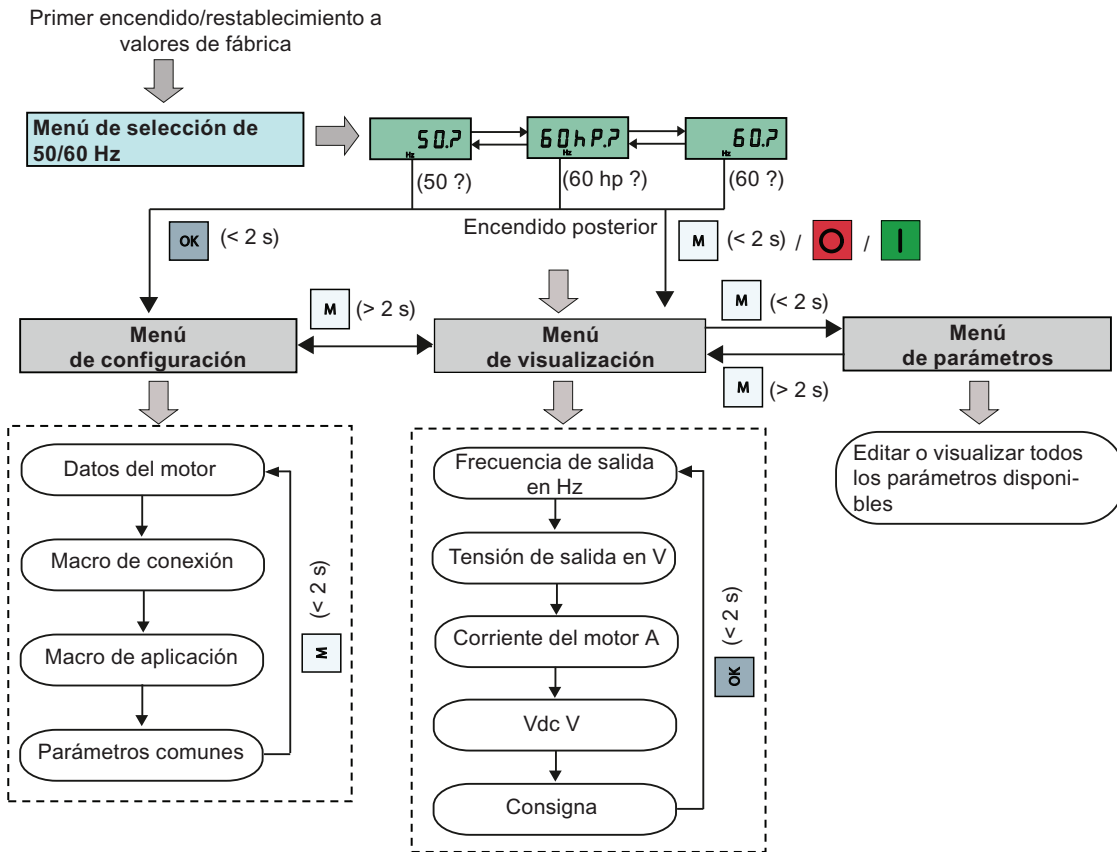 Primer encendido/restablecimiento a
valores de fábrica
Menú de selección de
50/60 Hz
50.?
Hz
60hP.?
Hz
60.?
Hz
(50 ?)
(60 hp ?)
(60 ?)
Encendido posterior
OK (< 2 s)
M (< 2 s) / O / I
M (> 2 s)
M (< 2 s)
Menú
de configuración
Menú
de visualización
Menú
de parámetros
M (> 2 s)
Datos del motor
Macro de conexión
Macro de aplicación
Parámetros comunes
M (< 2 s)
Frecuencia de salida
en Hz
Tensión de salida en V
Corriente del motor A
Vdc V
Consigna
OK (< 2 s)
Editar o visualizar todos
los parámetros disponi-
bles